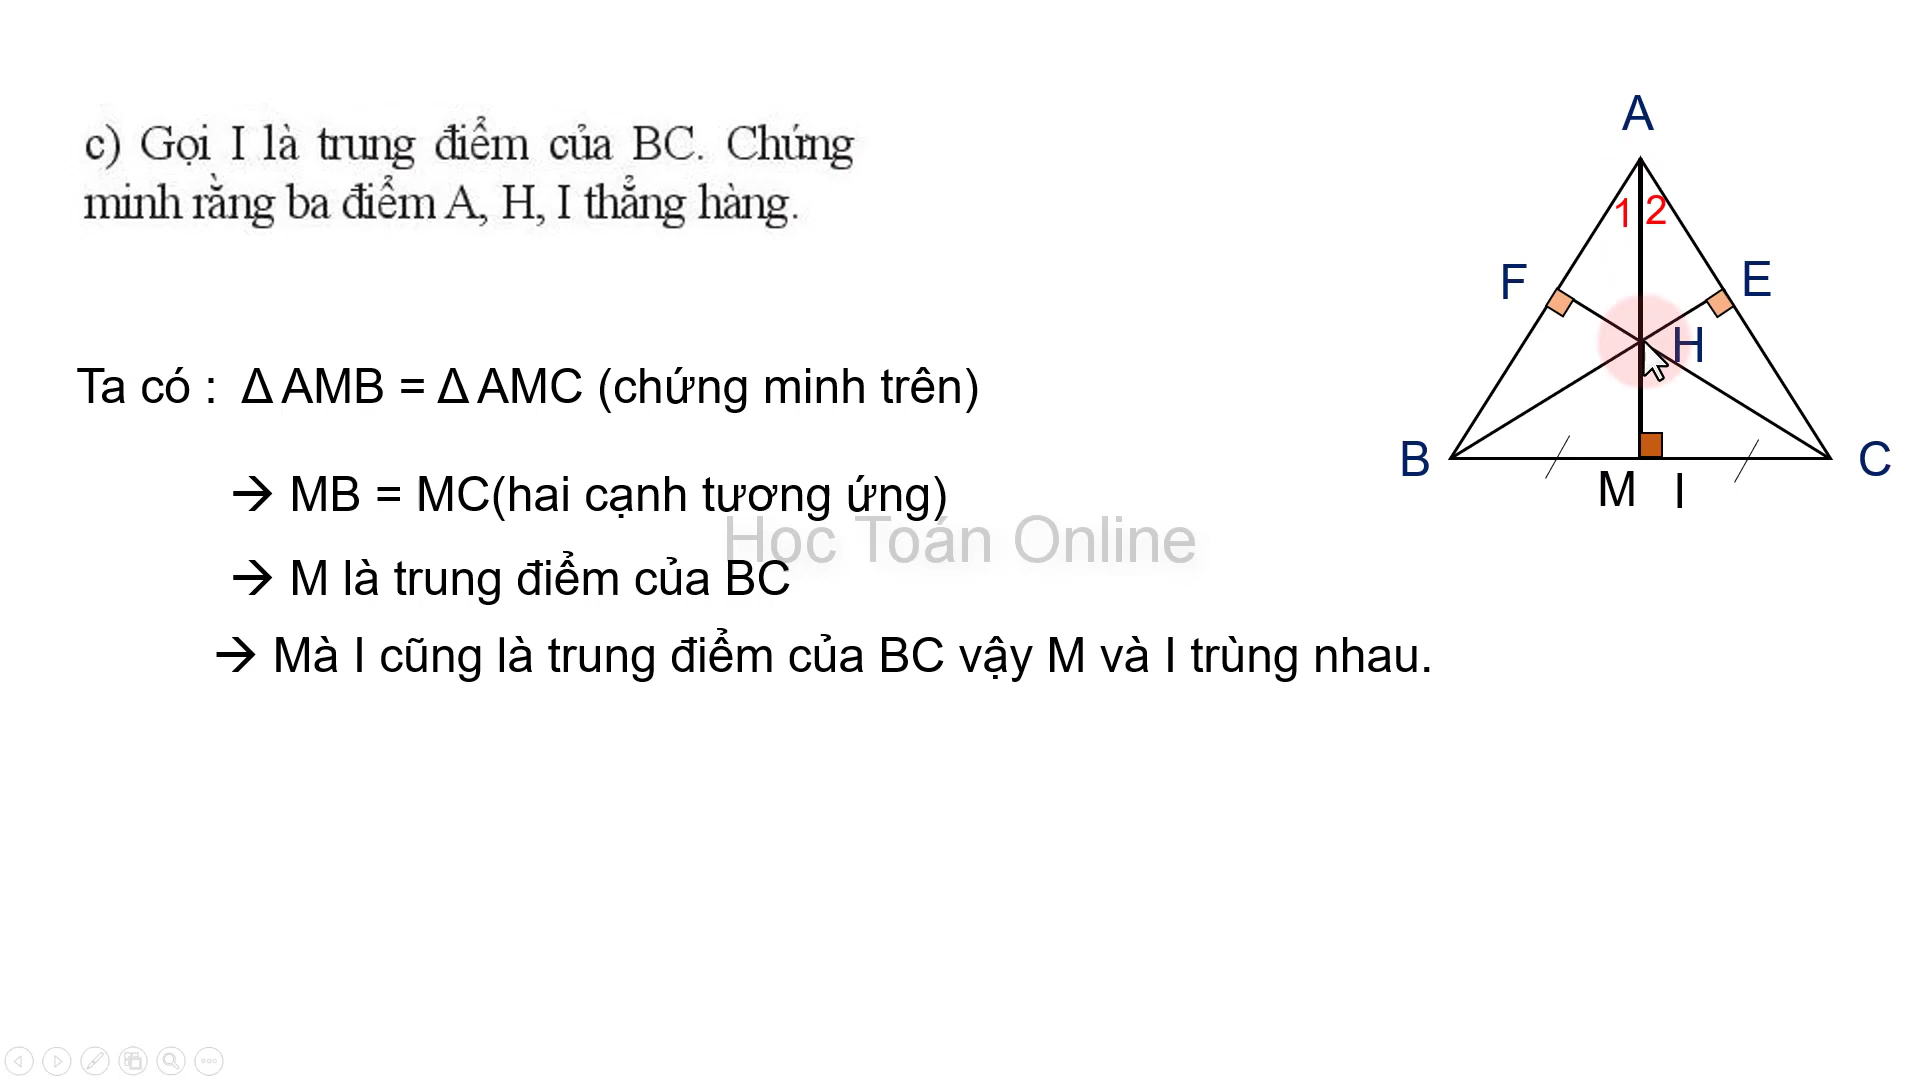 c) Gọi I là trung điểm của BC. Chứng
minh rằng ba điểm A, H, I thẳng hàng.
A
1 2
F
E
H
B
C
M I
Ta có : Δ AMB = Δ AMC (chứng minh trên)
→ MB = MC(hai cạnh tương ứng)
Học Toán Online
→ M là trung điểm của BC
→ Mà I cũng là trung điểm của BC vậy M và I trùng nhau.